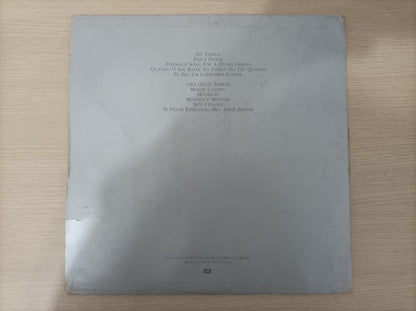 Há Tempos
Pais e Filhos
Feedback Song For A Dying Friend
Quando O Sol Bater Na Janela Do Teu Quarto
Eu Era Um Lobisomem Juvenil
1965 (Duas Tribos)
Monte Castelo
Maurício
Meninos e Meninas
Sete Cidades
Se Fiquei Esperando Meu Amor Passar
EMI